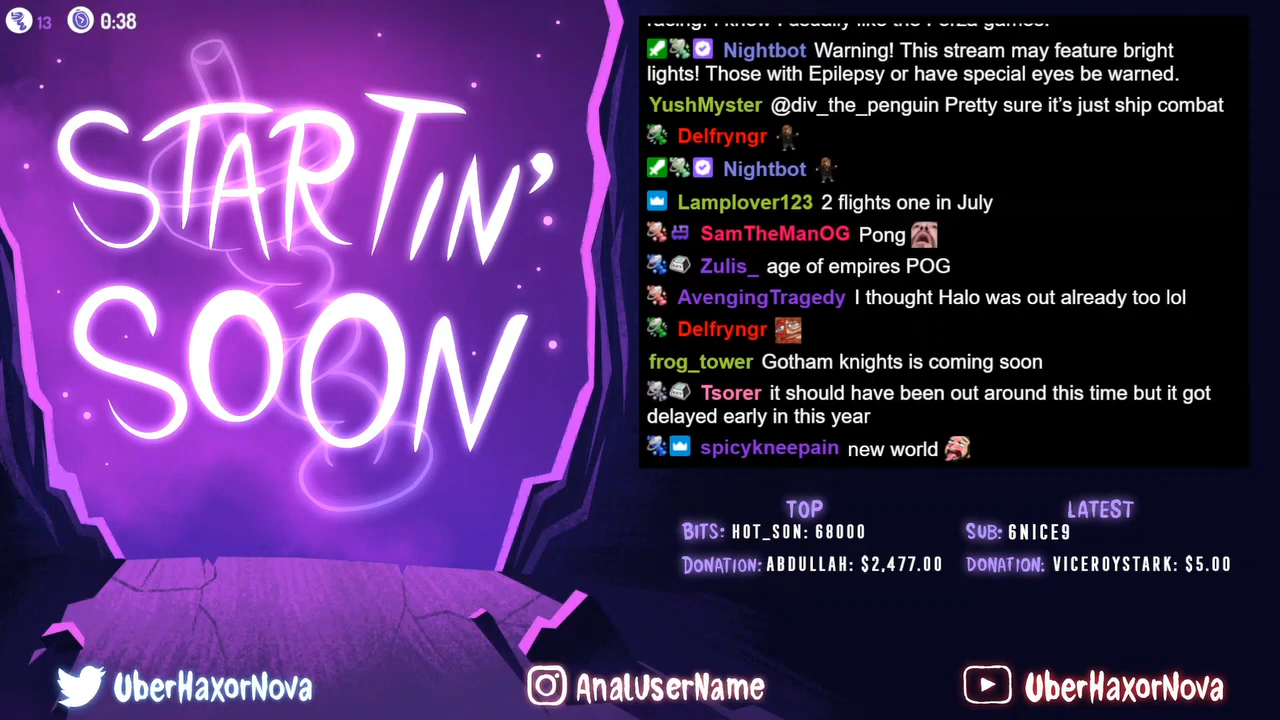 13 0:38
STARTIN'
SOON
Nightbot Warning! This stream may feature bright
lights! Those with Epilepsy or have special eyes be warned.
YushMyster @div_the_penguin Pretty sure it's just ship combat
Delfryngr
Nightbot
Lamplover123 2 flights one in July
SamTheManOG Pong
Zulis_ age of empires POG
AvengingTragedy I thought Halo was out already too lol
Delfryngr
frog_tower Gotham knights is coming soon
Tsorer it should have been out around this time but it got
delayed early in this year
spicykneepain new world
TOP
BITS: HOT_SON: 68000
DONATION: ABDULLAH: $2,477.00
LATEST
SUB: 6NICE9
DONATION: VICEROYSTARK: $5.00
UberHaxorNova
AnalUserName
UberHaxorNova